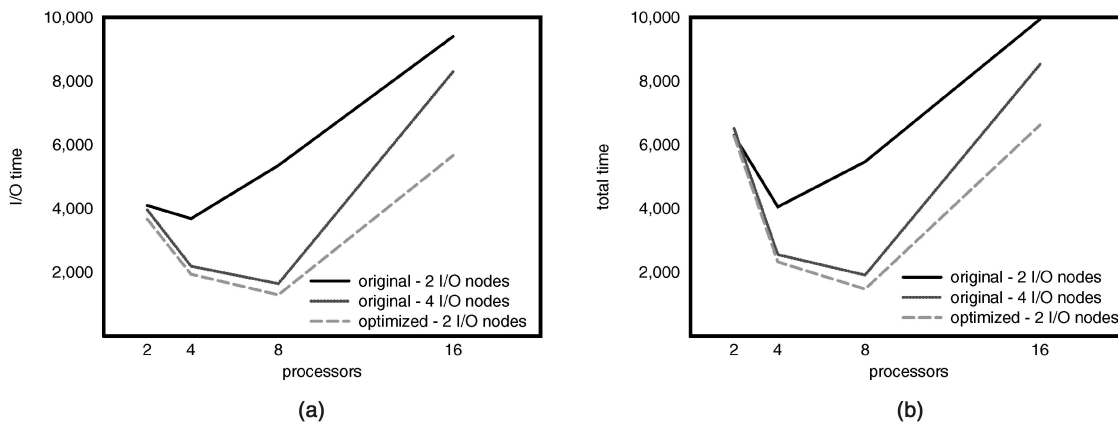 10,000
8,000
6,000
4,000
2,000
I/O time
original - 2 I/O nodes
original - 4 I/O nodes
optimized - 2 I/O nodes
2 4 8 16
processors
(a)
10,000
8,000
6,000
4,000
2,000
total time
original - 2 I/O nodes
original - 4 I/O nodes
optimized - 2 I/O nodes
2 4 8 16
processors
(b)